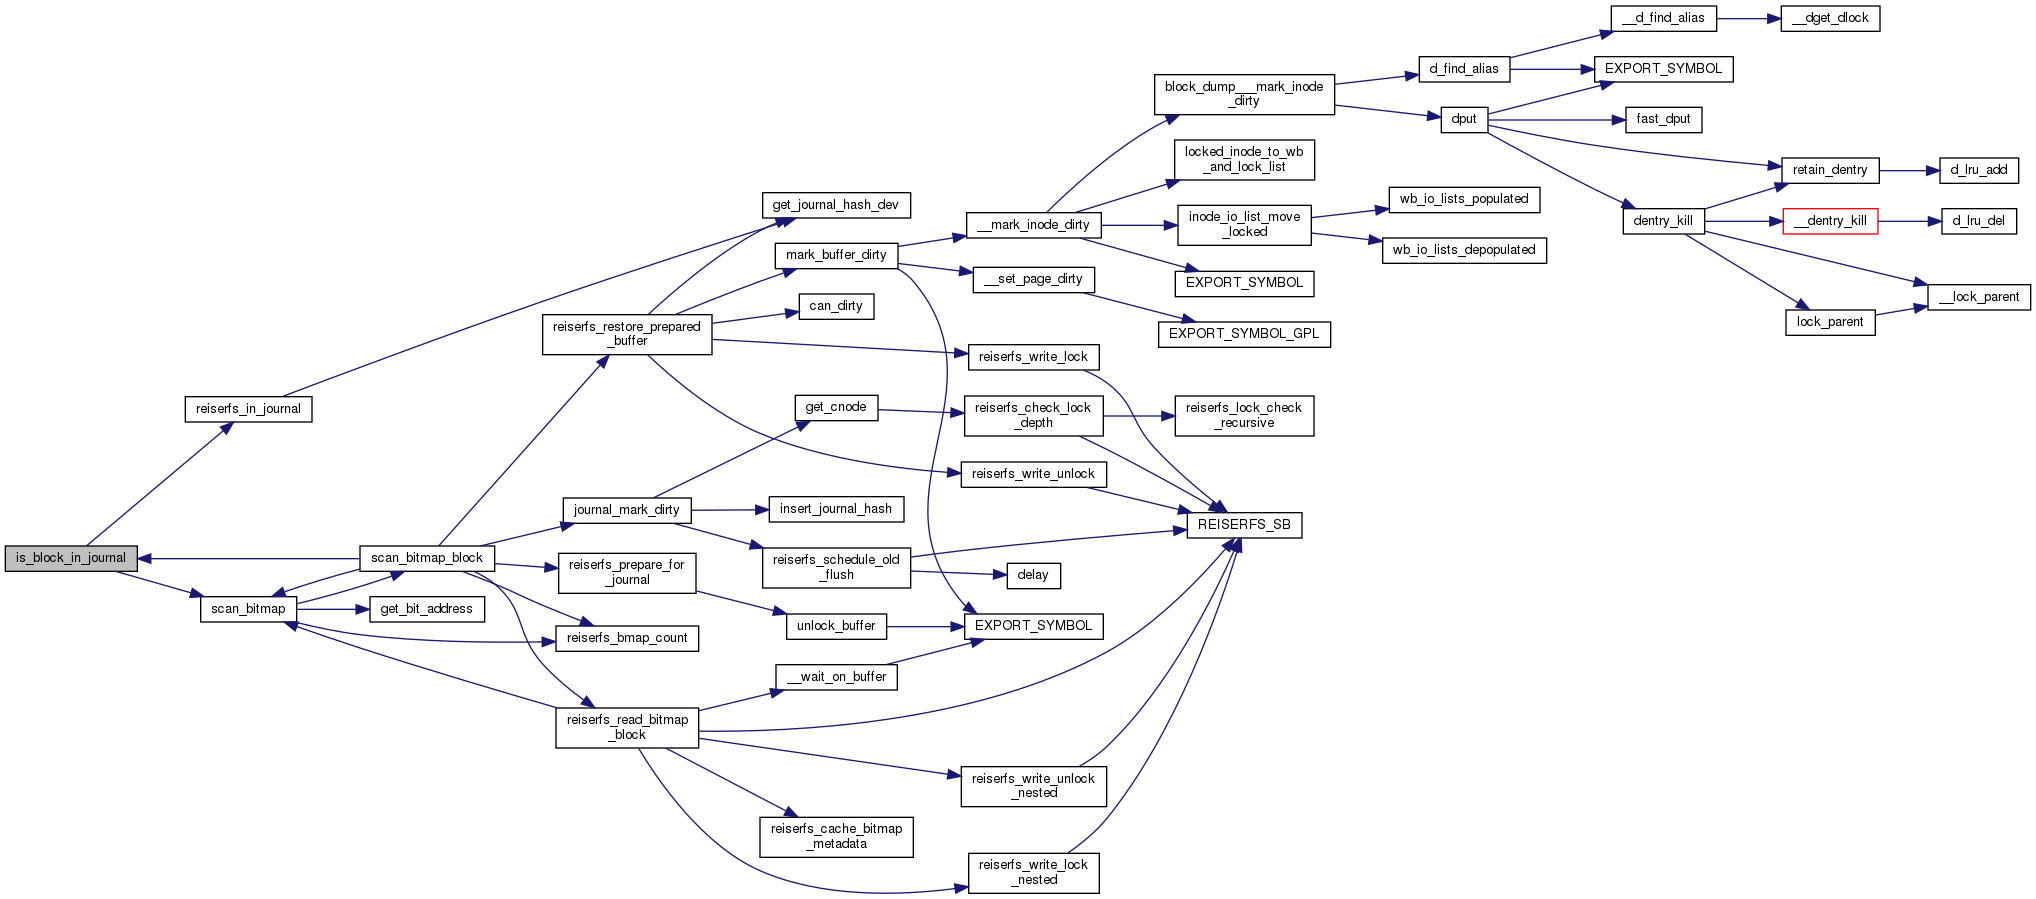 __d_find_alias
__dget_dlock
d_find_alias
EXPORT_SYMBOL
block_dump___mark_inode
_dirty
dput
fast_dput
locked_inode_to_wb
_and_lock_list
retain_dentry
d_lru_add
get_journal_hash_dev
wb_io_lists_populated
__mark_inode_dirty
inode_io_list_move
_locked
dentry_kill
__dentry_kill
d_lru_del
mark_buffer_dirty
wb_io_lists_depopulated
__set_page_dirty
EXPORT_SYMBOL
__lock_parent
can_dirty
lock_parent
reiserfs_restore_prepared
_buffer
EXPORT_SYMBOL_GPL
reiserfs_write_lock
reiserfs_in_journal
get_cnode
reiserfs_check_lock
_depth
reiserfs_lock_check
_recursive
reiserfs_write_unlock
journal_mark_dirty
insert_journal_hash
REISERFS_SB
is_block_in_journal
scan_bitmap_block
reiserfs_prepare_for
_journal
reiserfs_schedule_old
_flush
delay
scan_bitmap
get_bit_address
unlock_buffer
EXPORT_SYMBOL
reiserfs_bmap_count
__wait_on_buffer
reiserfs_read_bitmap
_block
reiserfs_write_unlock
_nested
reiserfs_cache_bitmap
_metadata
reiserfs_write_lock
_nested